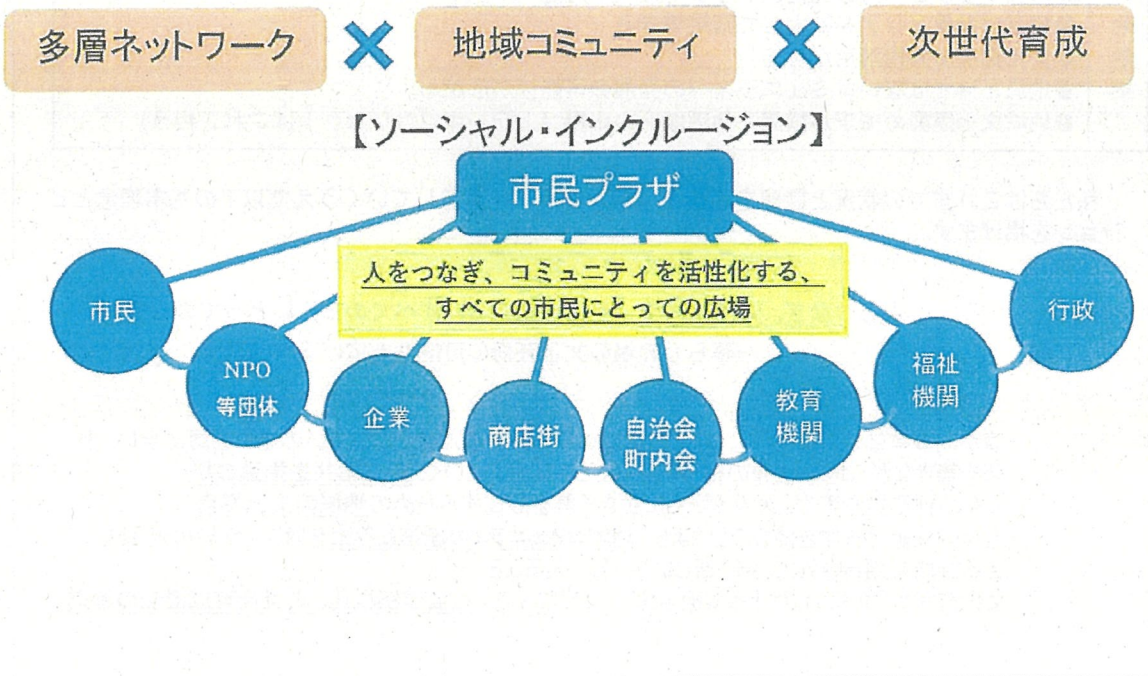 多層ネットワーク × 地域コミュニティ × 次世代育成
【ソーシャル・インクルージョン】
市民プラザ
人をつなぎ、コミュニティを活性化する、
すべての市民にとっての広場
市民
NPO
等団体
企業
商店街
自治会
町内会
教育
機関
福祉
機関
行政